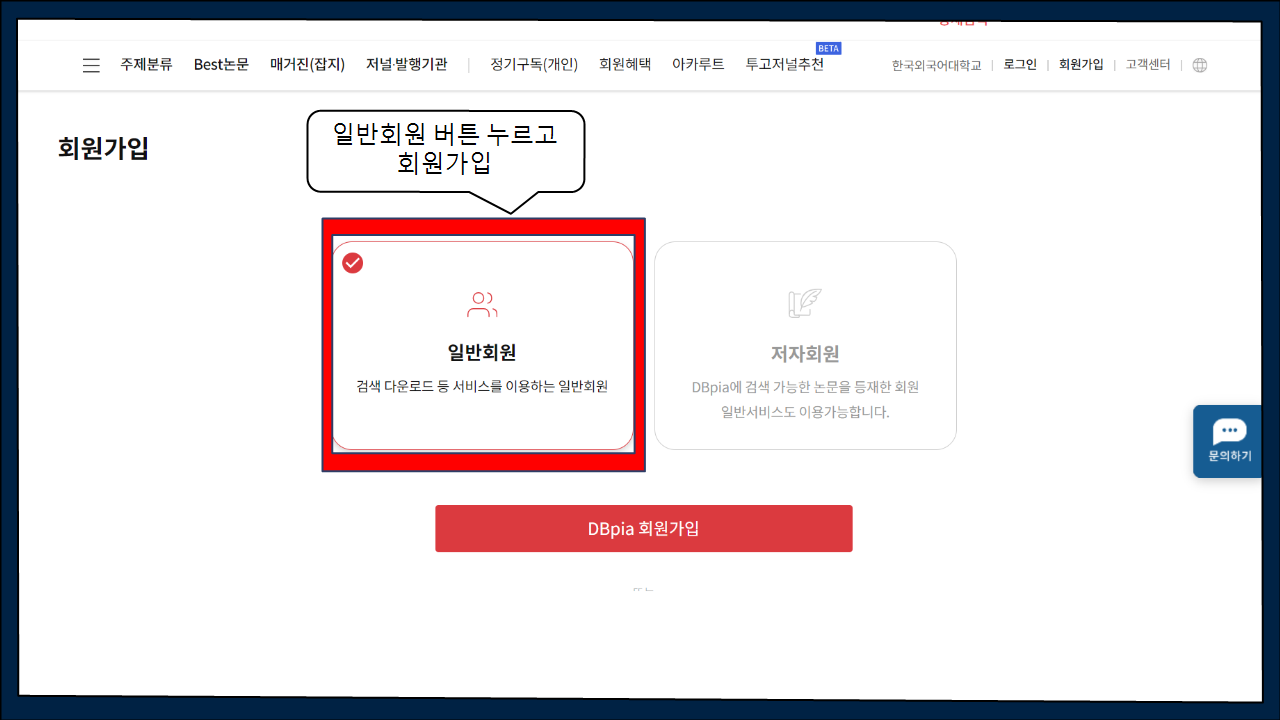 주제분류 Best논문 매거진(잡지) 저널·발행기관 | 정기구독(개인) 회원혜택 아카루트 투고저널추천 BETA 한국외국어대학교 | 로그인 | 회원가입 | 고객센터 |
회원가입
일반회원 버튼 누르고
회원가입
일반회원
검색 다운로드 등 서비스를 이용하는 일반회원
저자회원
DBpia에 검색 가능한 논문을 등재한 회원
일반서비스도 이용가능합니다.
문의하기
DBpia 회원가입